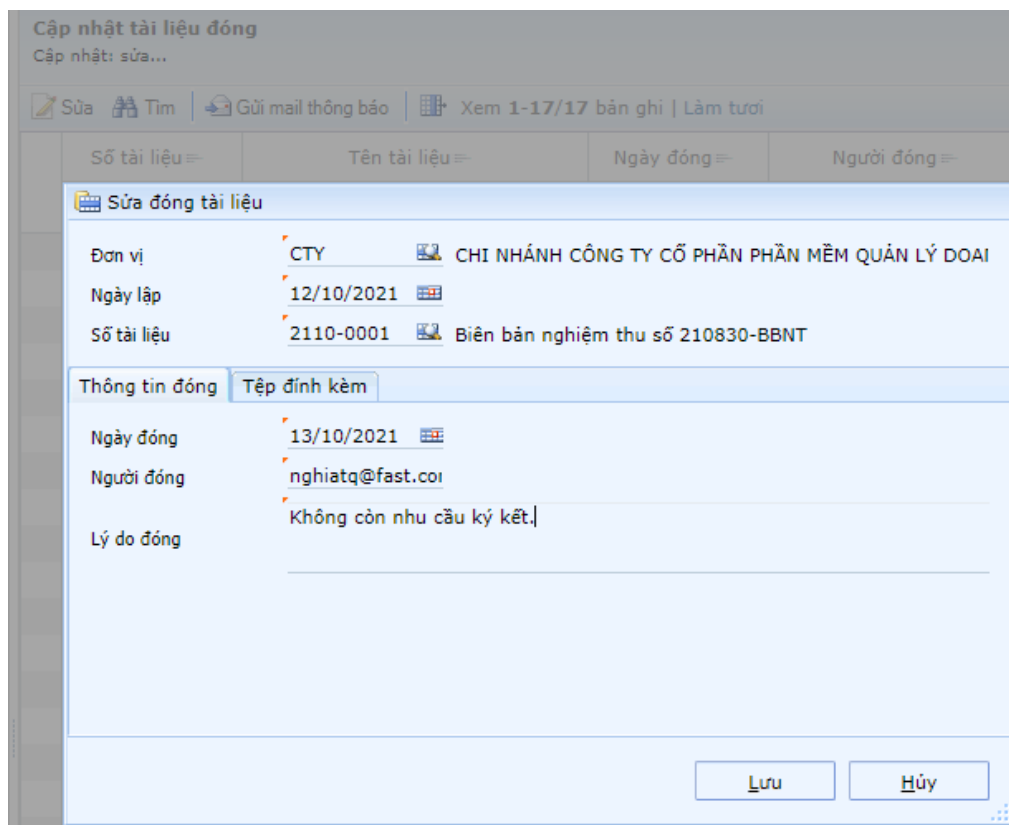 Cập nhật tài liệu đóng
Cập nhật: sửa...
Sửa Tìm Gửi mail thông báo Xem 1-17/17 bản ghi | Làm tươi
Số tài liệu Tên tài liệu Ngày đóng Người đóng
Sửa đóng tài liệu
Đơn vị CTY CHI NHÁNH CÔNG TY CỔ PHẦN PHẦN MỀM QUẢN LÝ
Ngày lập 12/10/2021
Số tài liệu 2110-0001 Biên bản nghiệm thu số 210830-BBNT
Thông tin đóng Tệp đính kèm
Ngày đóng 13/10/2021
Người đóng nghiatq@fast.co
Không còn nhu cầu ký kết.
Lý do đóng
Lưu Hủy